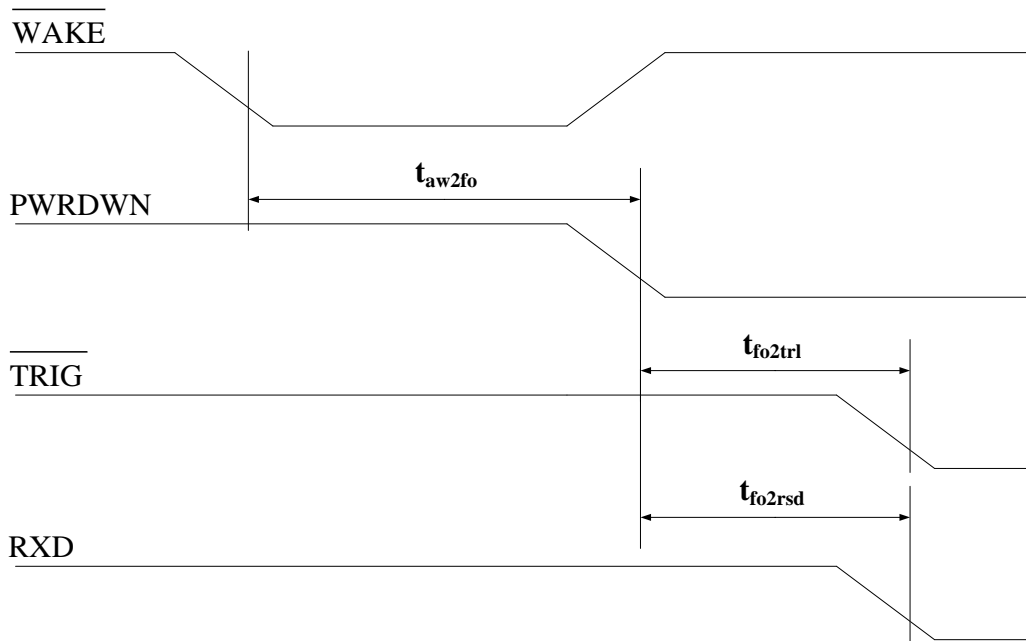 WAKE
t_aw2fo
PWRDWN
t_fo2trl
TRIG
t_fo2rsd
RXD